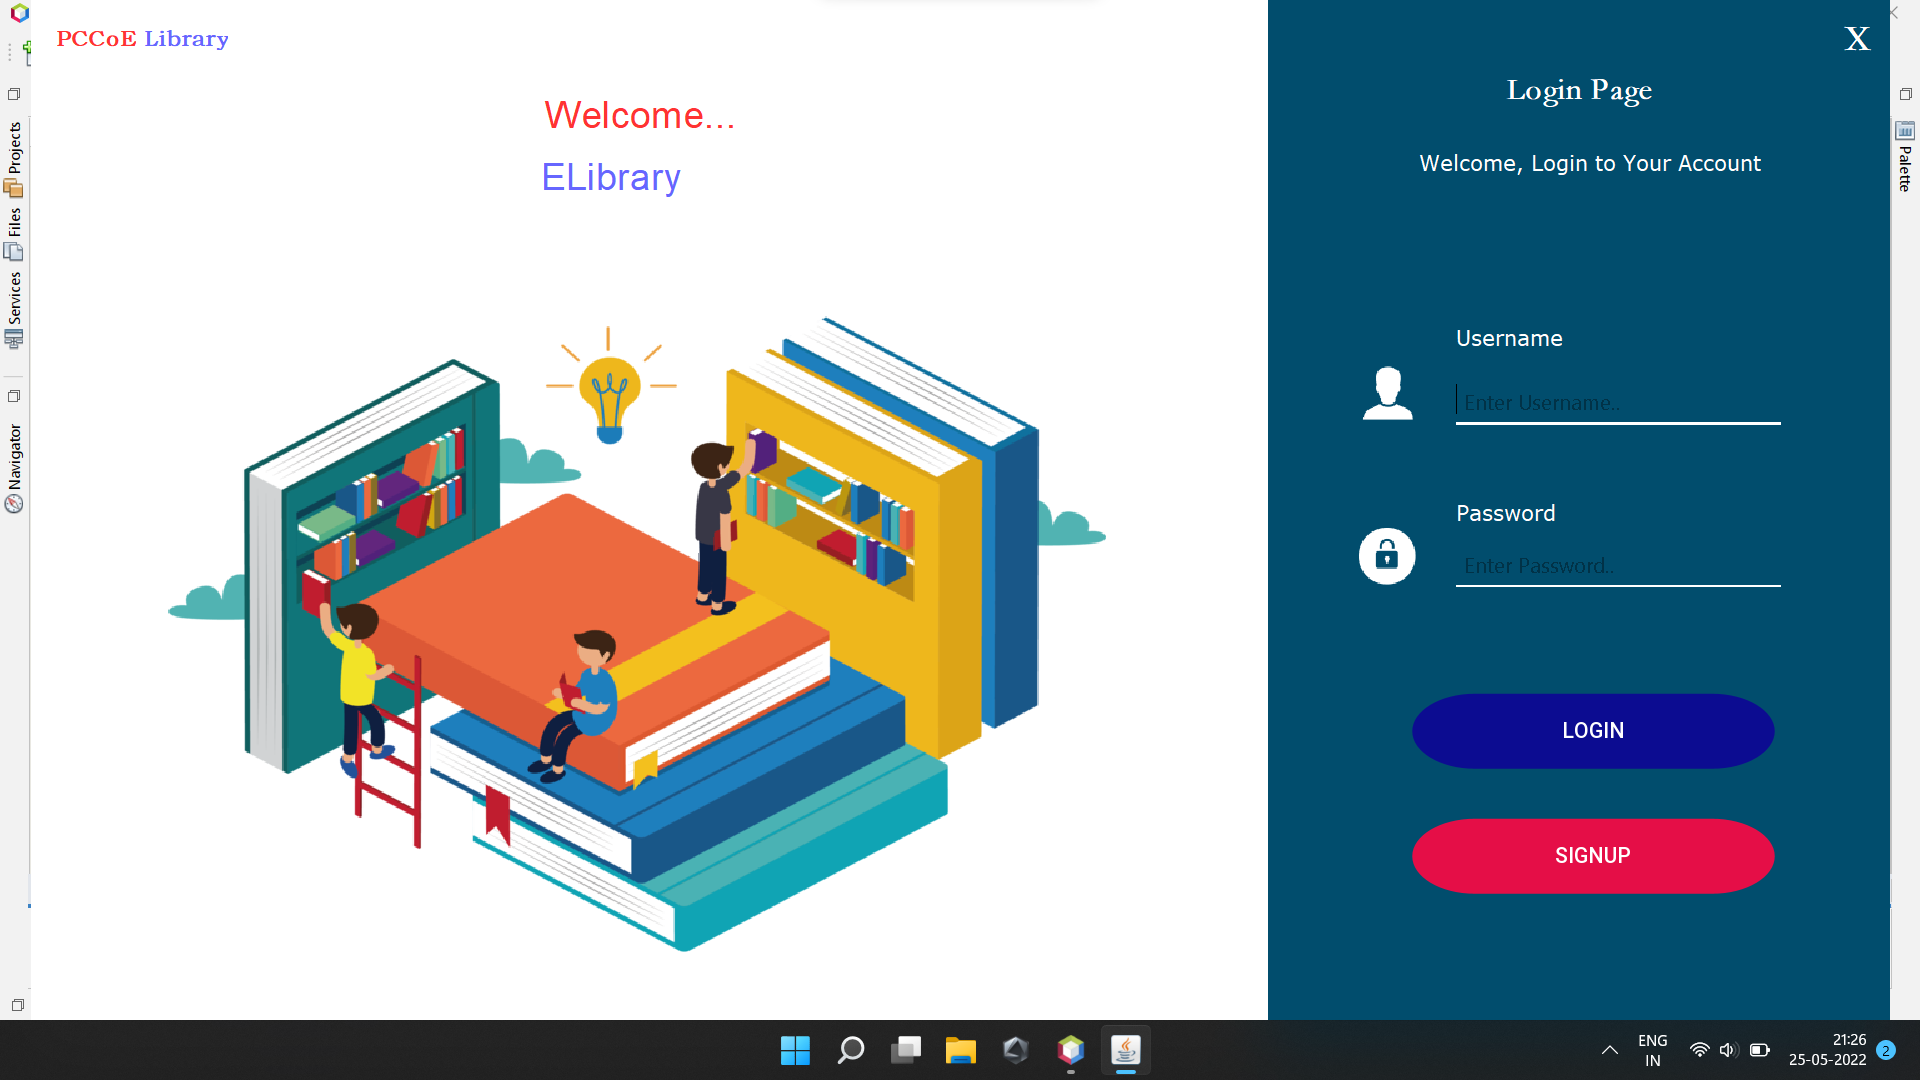 PCCoE Library
Welcome...
ELibrary
X
Login Page
Welcome, Login to Your Account
Username
Enter Username..
Password
Enter Password..
LOGIN
SIGNUP
Projects
Files
Services
Navigator
Palette
ENG
IN
21:26
25-05-2022
2